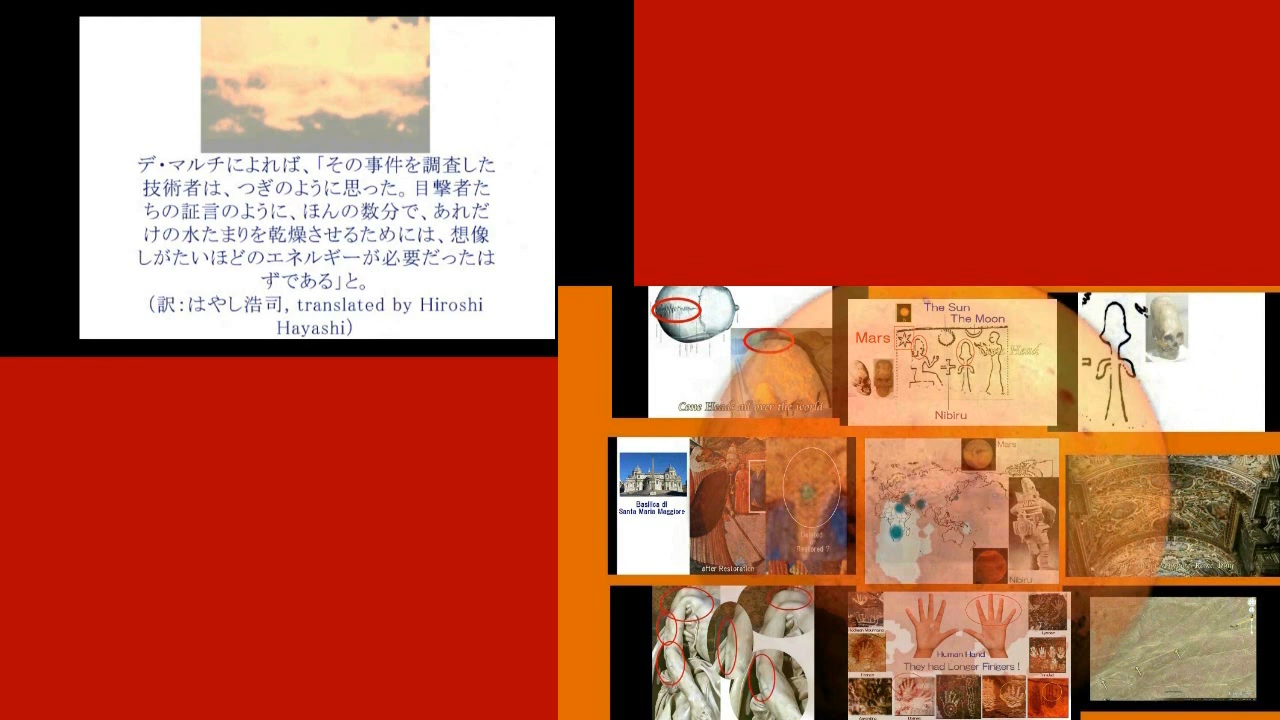 デ・マルチによれば、「その事件を調査した
技術者は、つぎのように思った。目撃者た
ちの証言のように、ほんの数分で、あれだ
けの水たまりを乾燥させるためには、想像
しがたいほどのエネルギーが必要だったは
ずである」と。
（訳：はやし浩司, translated by Hiroshi
Hayashi）
Cone Heads all over the world
The Sun
The Moon
Mars
Nibiru
Basilica di
Santa Maria Maggiore
after Restoration
Restored ?
Mars
Nibiru
Human Hand
They had Longer Fingers !